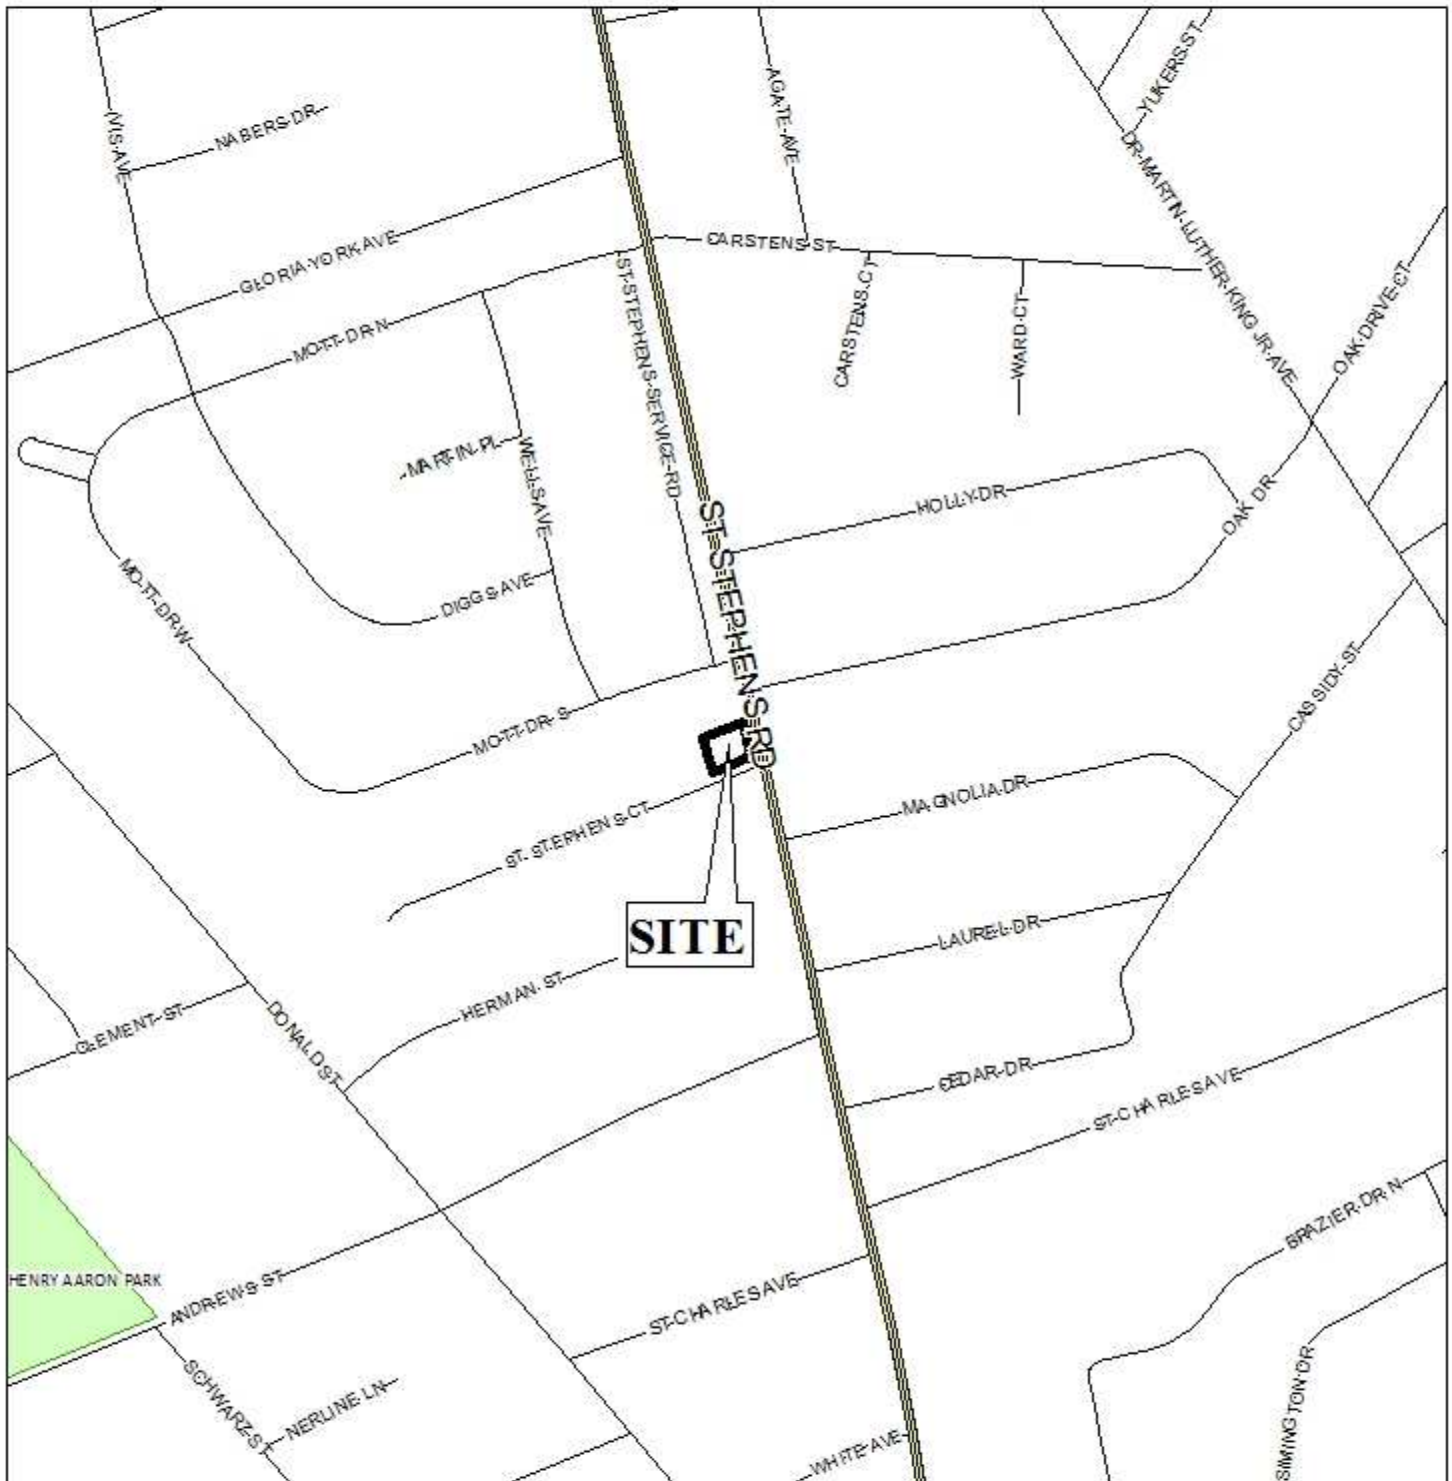 YUKERS ST
AGATE AVE
NABERS DR
VIS AVE
DR MARTIN LUTHER KING JR AVE
CARSTENS ST
GLORIA YORK AVE
ST STEPHENS SERVICE RD
CARSTENS CT
WARD CT
OAK DRIVE CT
MOTT DR N
MARTIN PL
WELLS AVE
HOLLY DR
OAK DR
ST STEPHENS RD
DIGGS AVE
MOTT DR W
CASSIDY ST
MOTT DR S
MAGNOLIA DR
ST STEPHENS CT
SITE
LAUREL DR
HERMAN ST
CLEMENT ST
DONALD ST
CEDAR DR
ST CHARLES AVE
BRAZIER DR N
HENRY AARON PARK
ANDREWS ST
ST CHARLES AVE
SCHWARZ ST
NERLINE LN
SIMINGTON DR
WHITE AVE